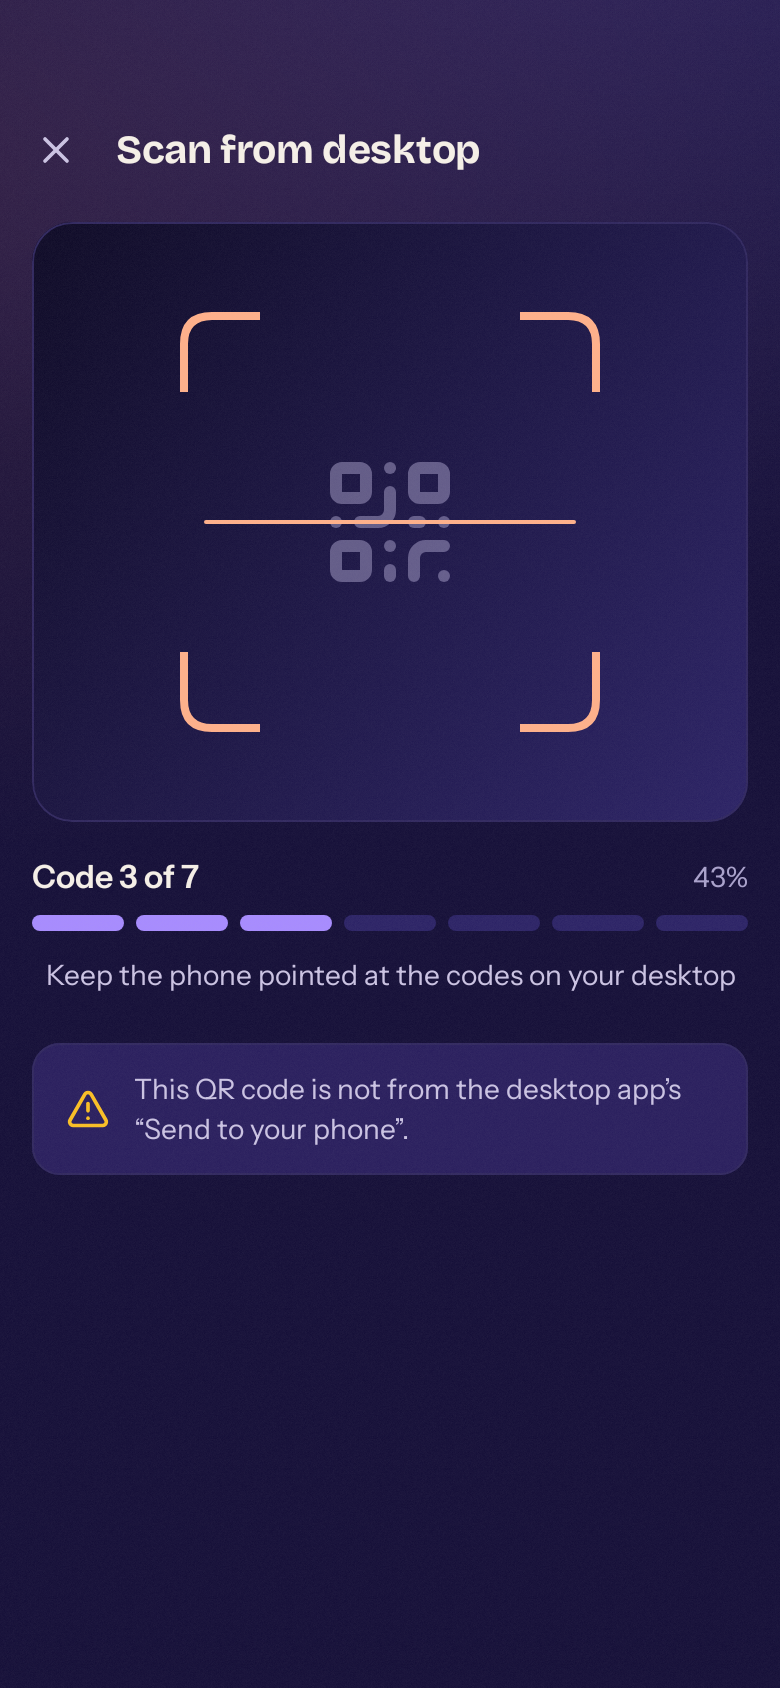 Scan from desktop
Code 3 of 7
43%
Keep the phone pointed at the codes on your desktop
This QR code is not from the desktop app’s
“Send to your phone”.